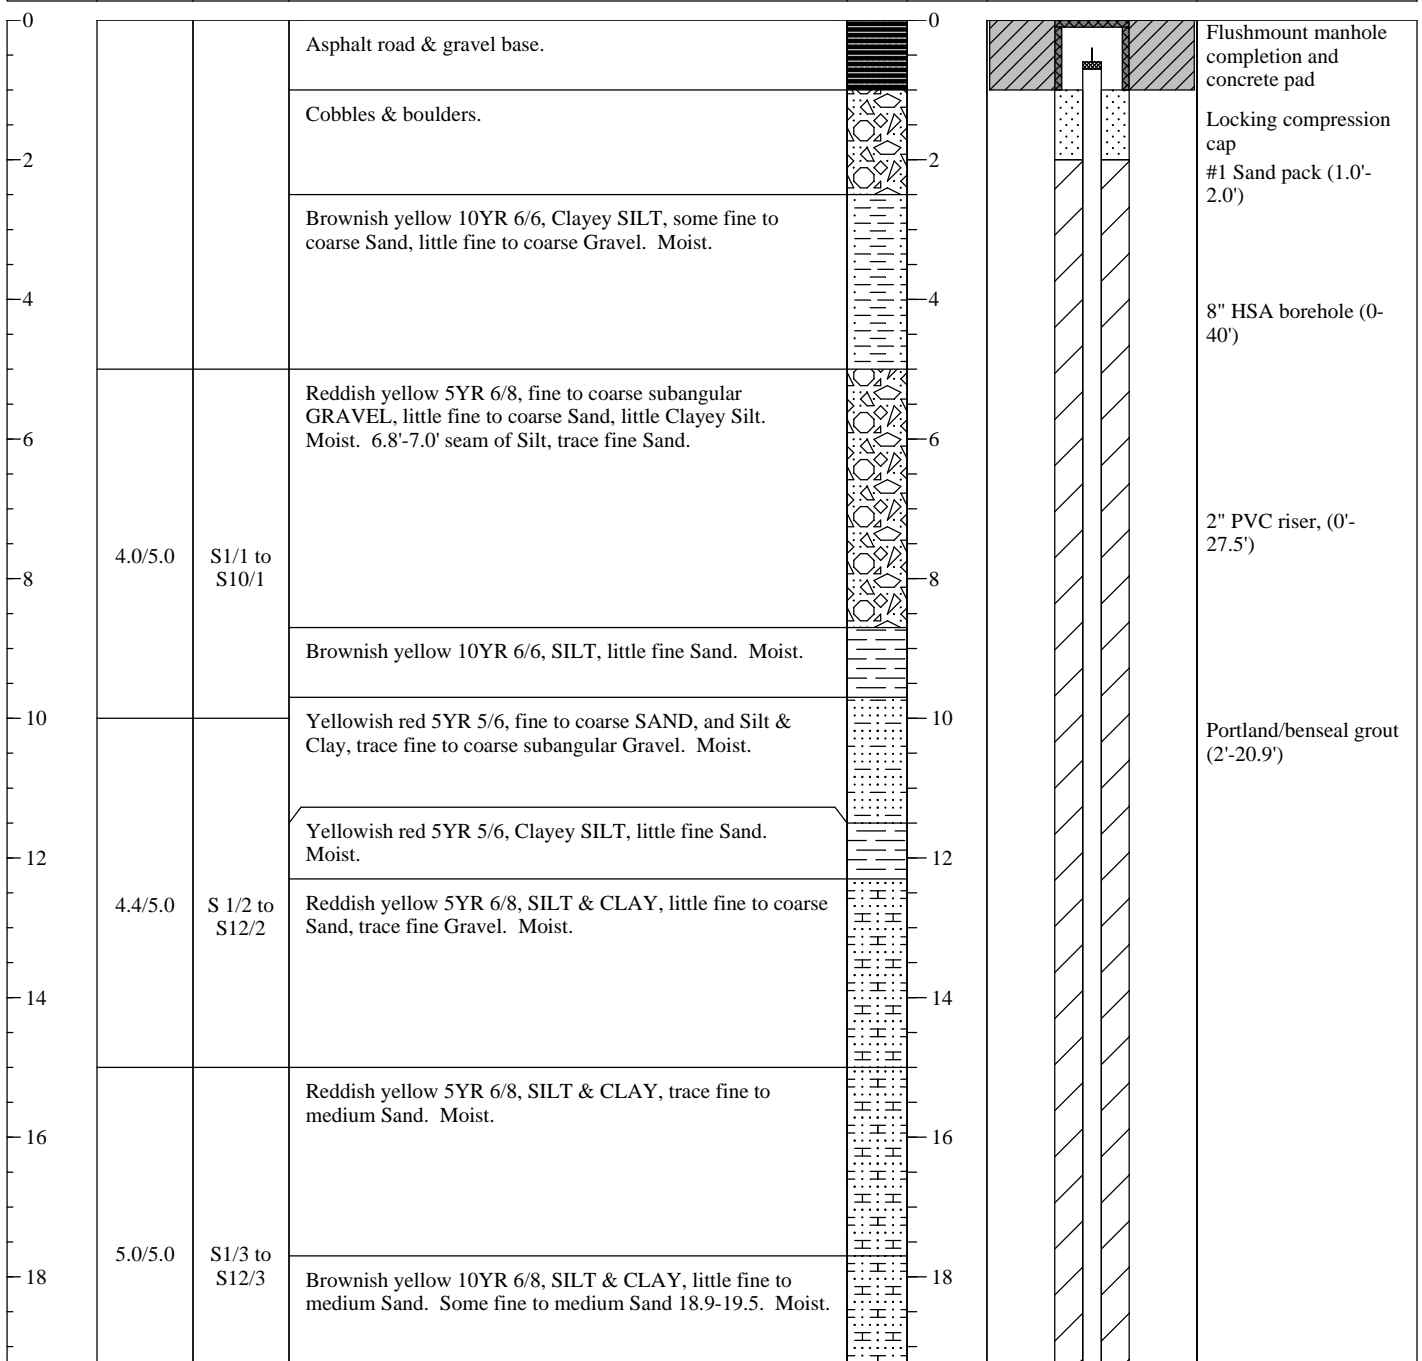 0
0
Asphalt road & gravel base.
Flushmount manhole
completion and
concrete pad
Cobbles & boulders.
Locking compression
cap
2
2
#1 Sand pack (1.0'-
2.0')
Brownish yellow 10YR 6/6, Clayey SILT, some fine to
coarse Sand, little fine to coarse Gravel.  Moist.
4
4
8" HSA borehole (0-
40')
Reddish yellow 5YR 6/8, fine to coarse subangular
GRAVEL, little fine to coarse Sand, little Clayey Silt.
Moist.  6.8'-7.0' seam of Silt, trace fine Sand.
6
6
2" PVC riser, (0'-
27.5')
4.0/5.0
S1/1 to
S10/1
8
8
Brownish yellow 10YR 6/6, SILT, little fine Sand.  Moist.
10
10
Yellowish red 5YR 5/6, fine to coarse SAND, and Silt &
Clay, trace fine to coarse subangular Gravel.  Moist.
Portland/benseal grout
(2'-20.9')
Yellowish red 5YR 5/6, Clayey SILT, little fine Sand.
Moist.
12
12
4.4/5.0
S 1/2 to
S12/2
Reddish yellow 5YR 6/8, SILT & CLAY, little fine to coarse
Sand, trace fine Gravel.  Moist.
14
14
Reddish yellow 5YR 6/8, SILT & CLAY, trace fine to
medium Sand.  Moist.
16
16
5.0/5.0
S1/3 to
S12/3
18
18
Brownish yellow 10YR 6/8, SILT & CLAY, little fine to
medium Sand.  Some fine to medium Sand 18.9-19.5.  Moist.